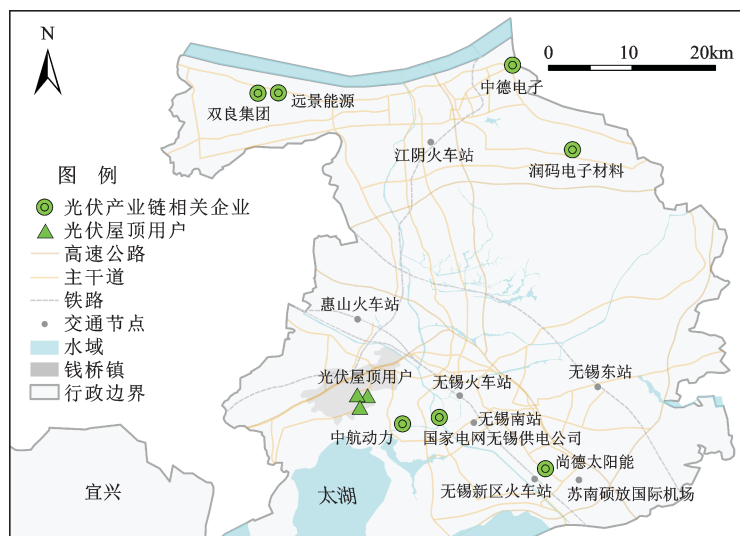 N
0 10 20km
中德电子
远景能源
双良集团
江阴火车站
润码电子材料
图 例
光伏产业链相关企业
光伏屋顶用户
高速公路
主干道
铁路
交通节点
水域
钱桥镇
行政边界
惠山火车站
光伏屋顶用户
无锡火车站
无锡东站
无锡南站
中航动力
国家电网无锡供电公司
尚德太阳能
无锡新区火车站
苏南硕放国际机场
宜兴
太湖